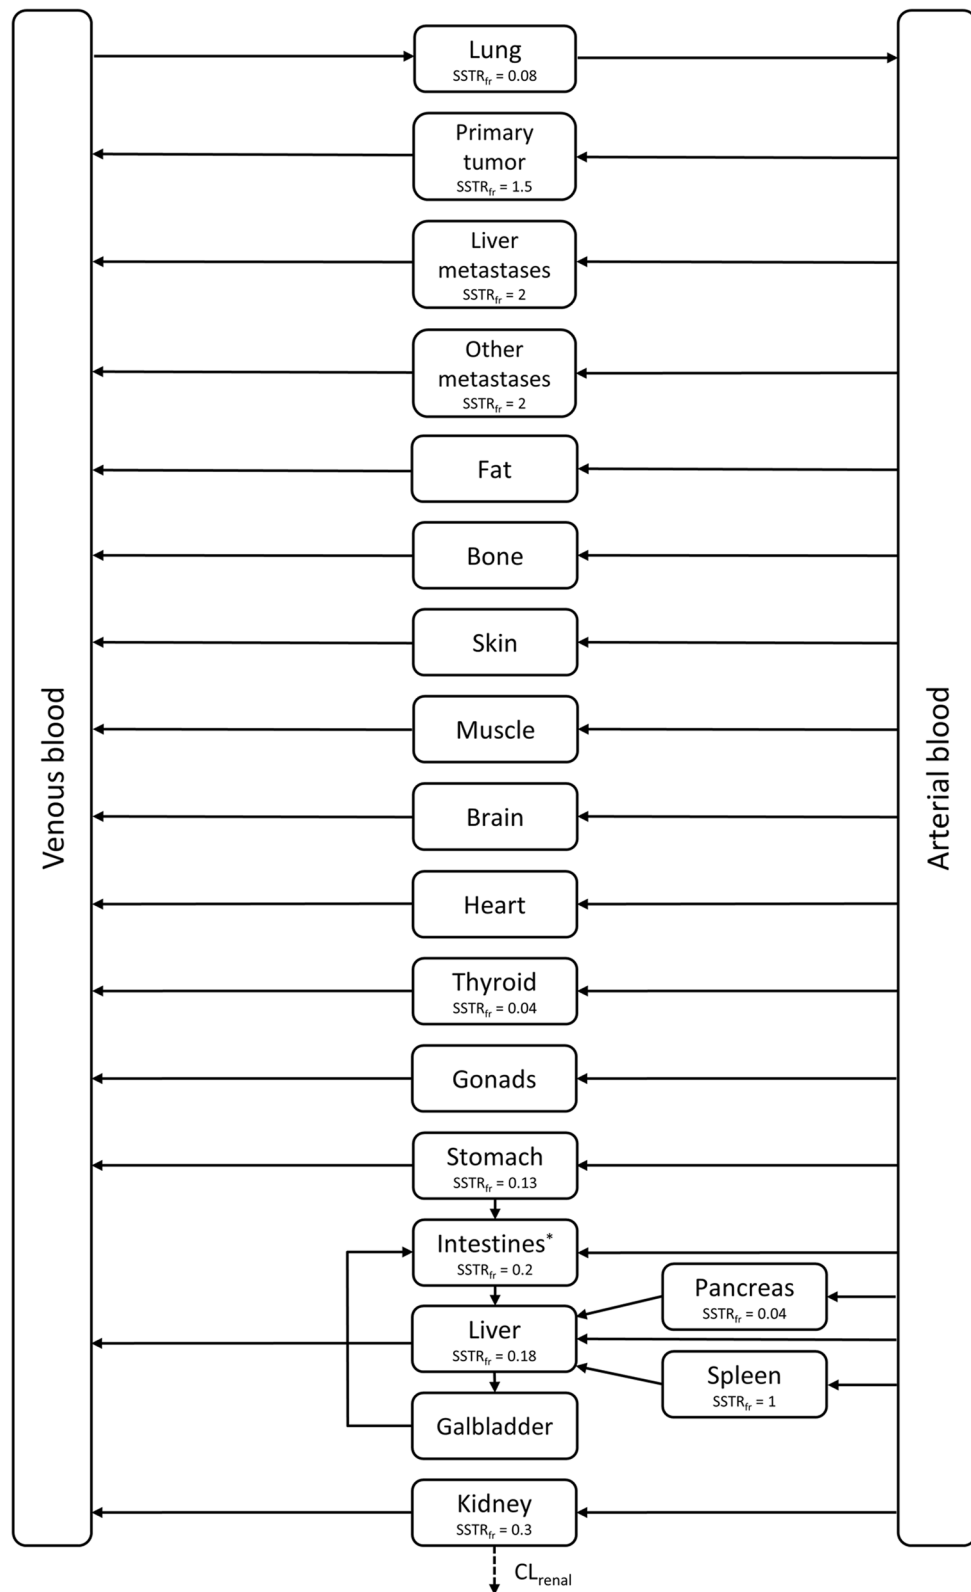 Lung
SSTRfr = 0.08
Primary
tumor
SSTRfr = 1.5
Liver
metastases
SSTRfr = 2
Other
metastases
SSTRfr = 2
Fat
Bone
Skin
Muscle
Brain
Heart
Thyroid
SSTRfr = 0.04
Gonads
Stomach
SSTRfr = 0.13
Intestines*
SSTRfr = 0.2
Pancreas
SSTRfr = 0.04
Liver
SSTRfr = 0.18
Spleen
SSTRfr = 1
Galbladder
Kidney
SSTRfr = 0.3
CLrenal
Venous blood
Arterial blood